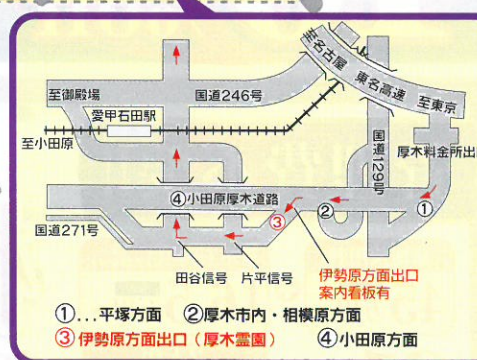 至名古屋
東名高速
至東京
至御殿場
国道246号
愛甲石田駅
至小田原
国道129号
厚木料金所出口
④小田原厚木道路
①
②
③
国道271号
田谷信号
片平信号
伊勢原方面出口
案内看板有
①…平塚方面 ②厚木市内・相模原方面
③伊勢原方面出口(厚木霊園) ④小田原方面